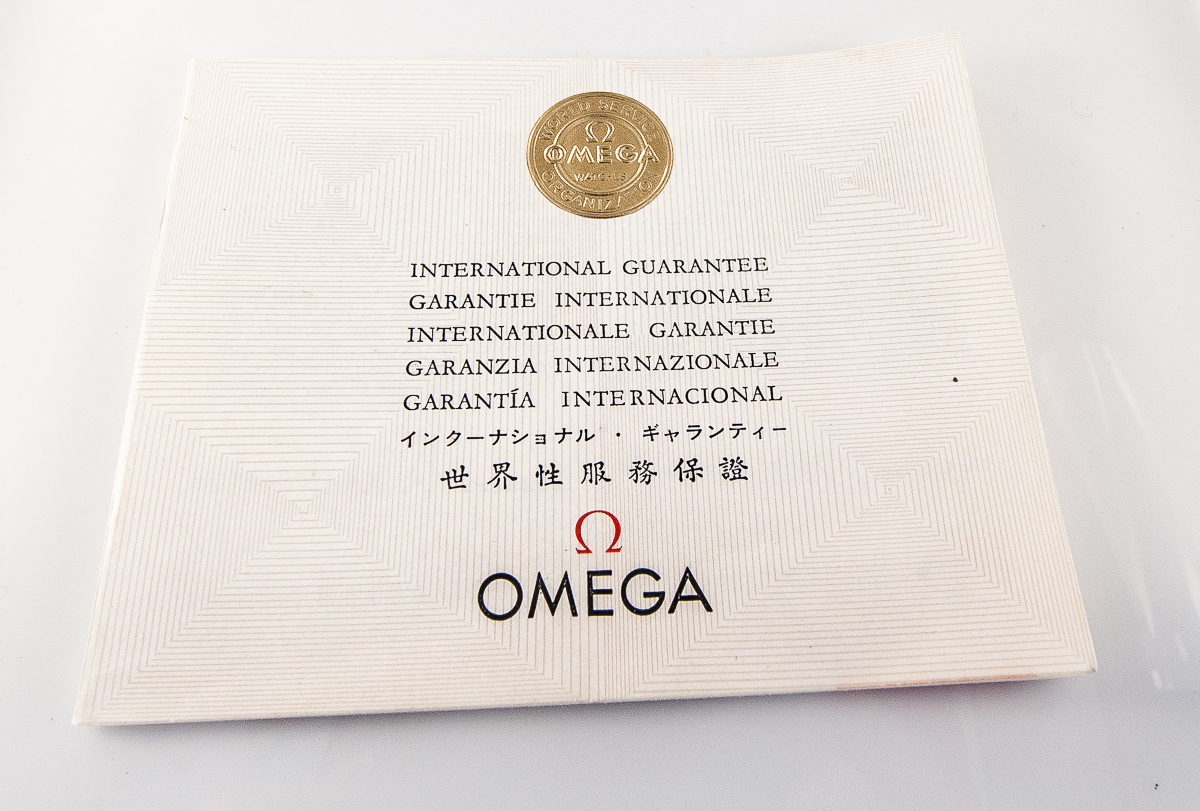 WORLD SERVICE
Ω
OMEGA
WATCHES
ORGANIZATION
INTERNATIONAL GUARANTEE
GARANTIE INTERNATIONALE
INTERNATIONALE GARANTIE
GARANZIA INTERNAZIONALE
GARANTÍA INTERNACIONAL
インクーナショナル・ギャランティー
世界性服務保證
Ω
OMEGA